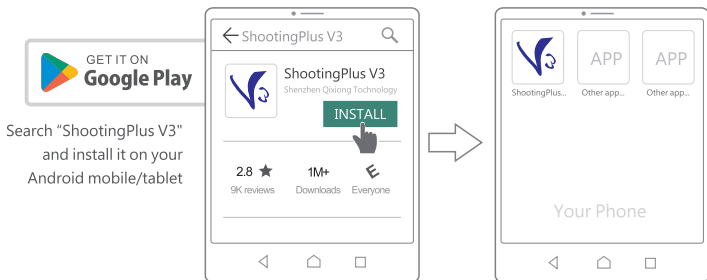 GET IT ON
Google Play
Search “ShootingPlus V3"
and install it on your
Android mobile/tablet
ShootingPlus V3
ShootingPlus V3
Shenzhen Qixiong Technology
INSTALL
2.8 ★
9K reviews
1M+
Downloads
E
Everyone
V3
ShootingPlus...
APP
Other app...
APP
Other app...
Your Phone